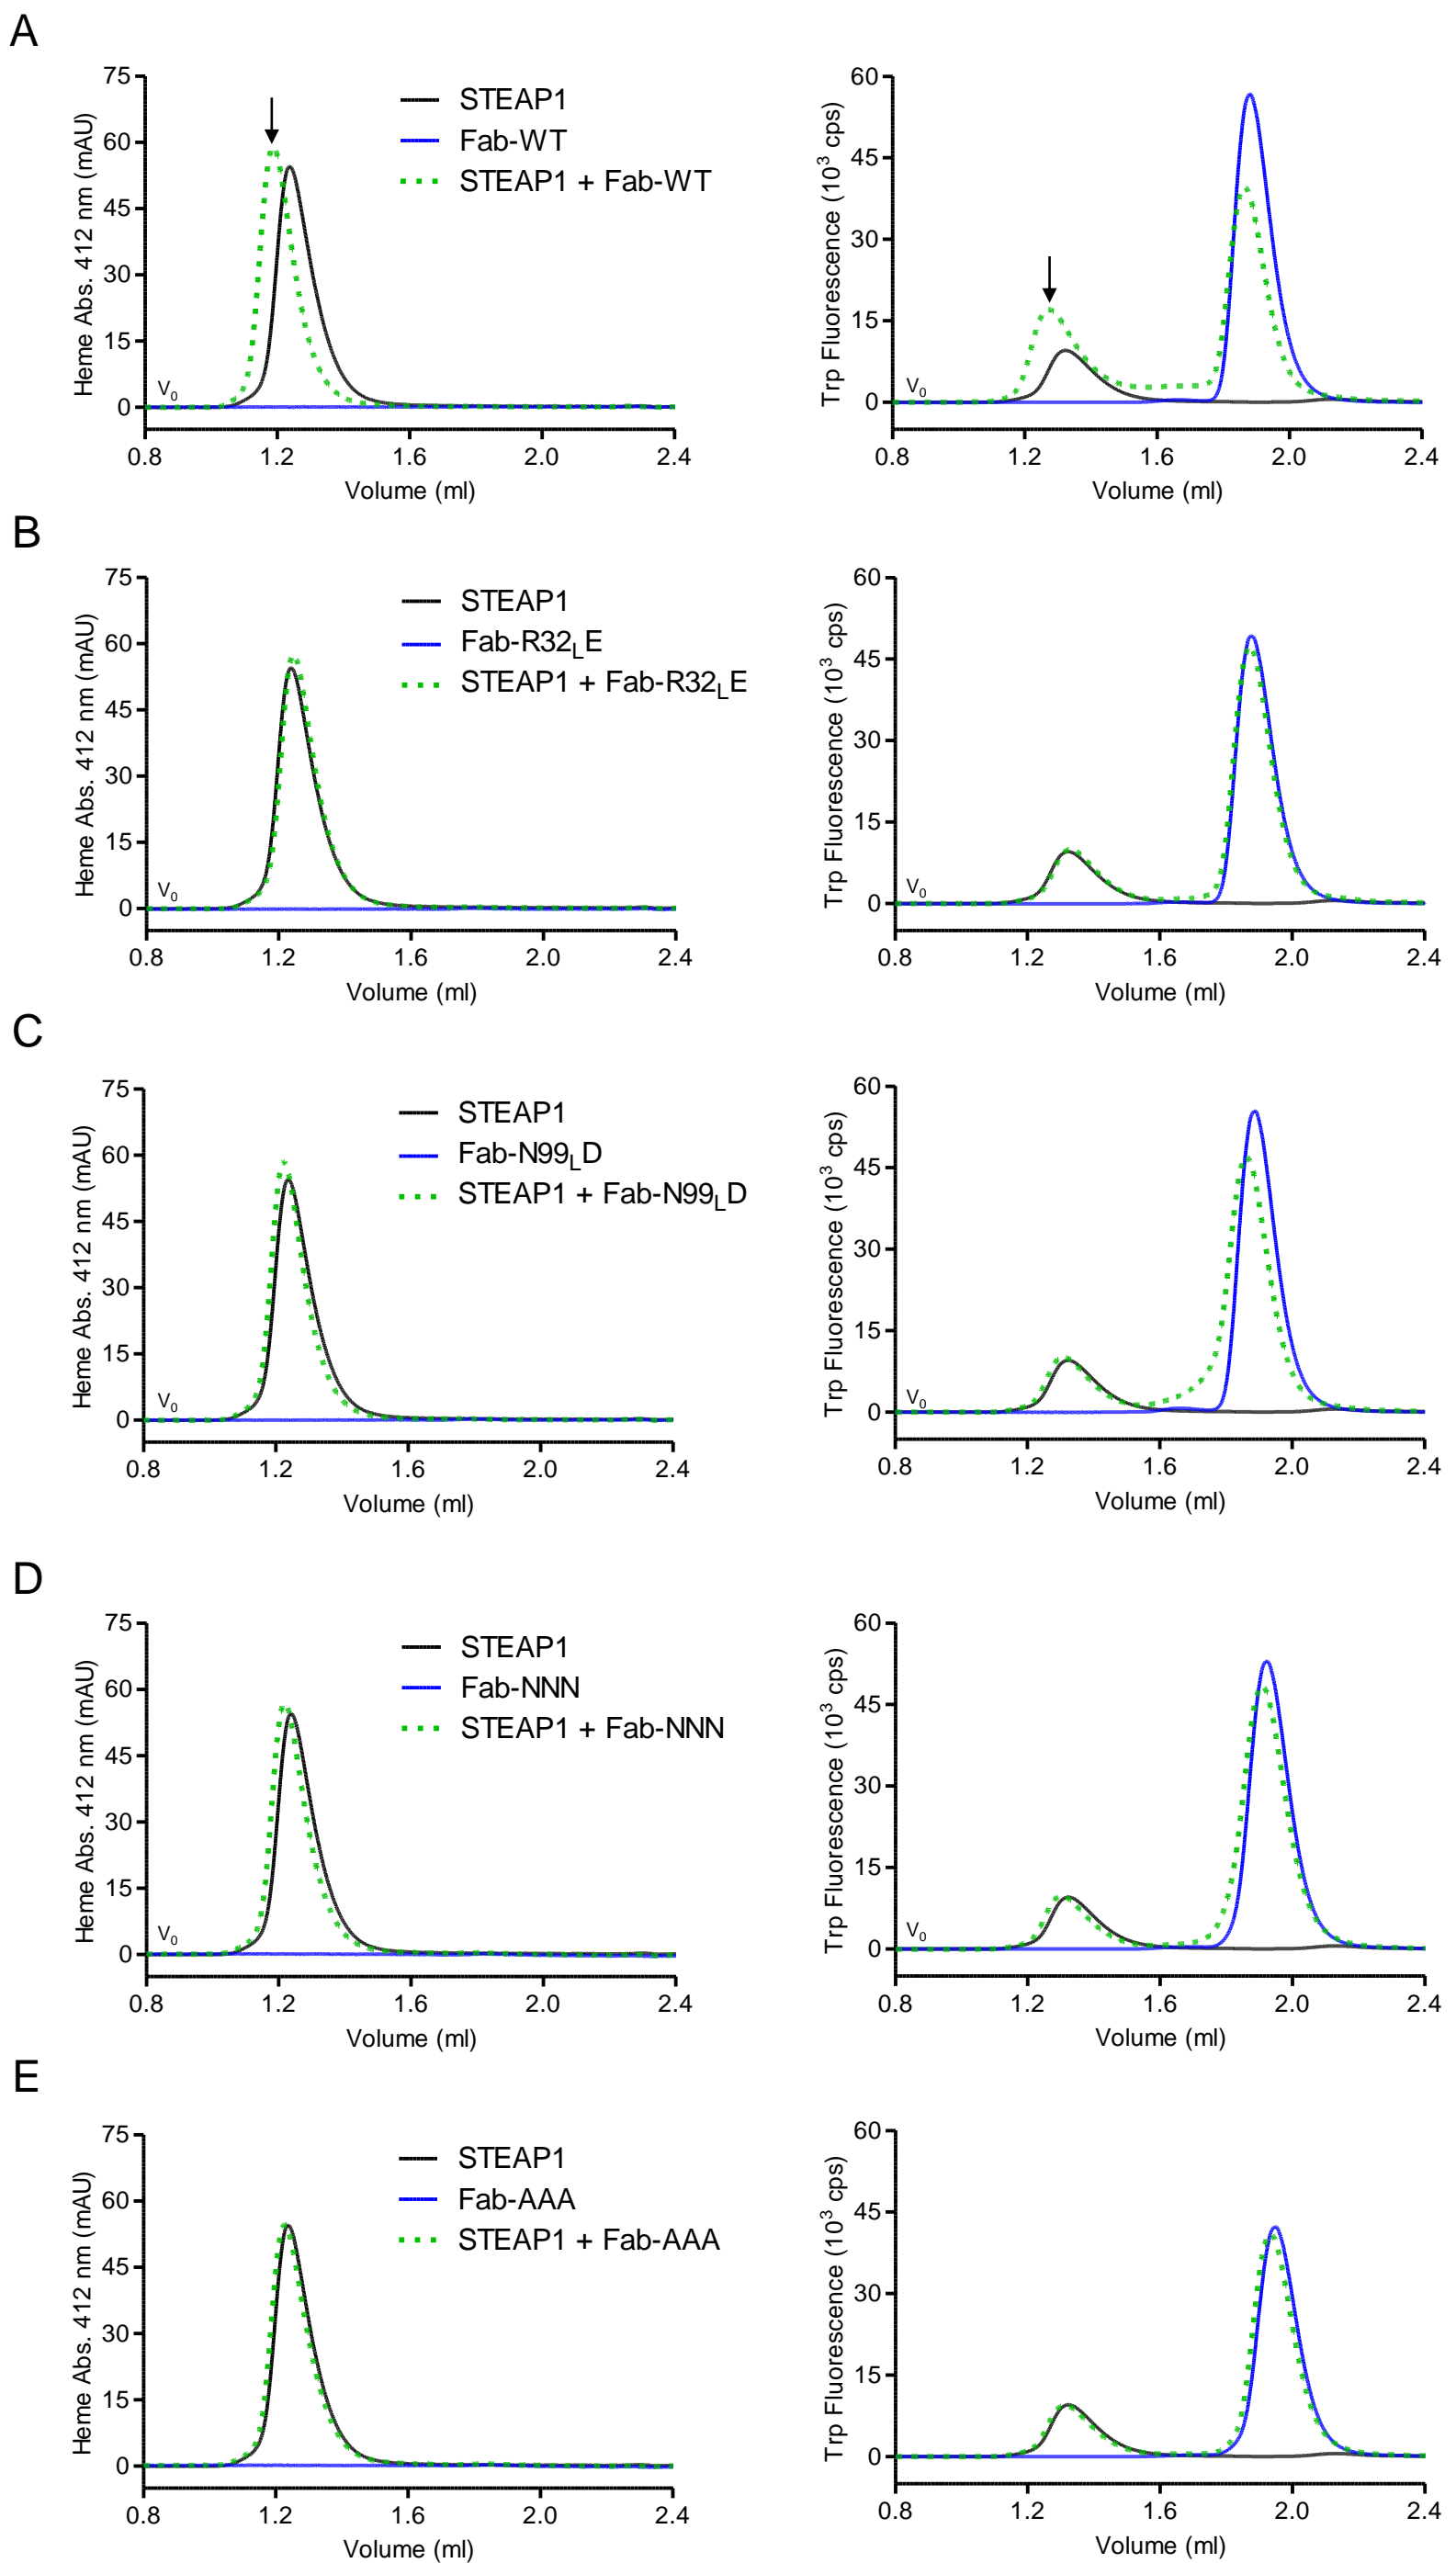 A
75
60
45
30
15
0
Heme Abs. 412 nm (mAU)
V0
STEAP1
Fab-WT
STEAP1 + Fab-WT
0.8 1.2 1.6 2.0 2.4
Volume (ml)
60
45
30
15
0
Trp Fluorescence (10³ cps)
V0
0.8 1.2 1.6 2.0 2.4
Volume (ml)
B
75
60
45
30
15
0
Heme Abs. 412 nm (mAU)
V0
STEAP1
Fab-R32LE
STEAP1 + Fab-R32LE
0.8 1.2 1.6 2.0 2.4
Volume (ml)
60
45
30
15
0
Trp Fluorescence (10³ cps)
V0
0.8 1.2 1.6 2.0 2.4
Volume (ml)
C
75
60
45
30
15
0
Heme Abs. 412 nm (mAU)
V0
STEAP1
Fab-N99LD
STEAP1 + Fab-N99LD
0.8 1.2 1.6 2.0 2.4
Volume (ml)
60
45
30
15
0
Trp Fluorescence (10³ cps)
V0
0.8 1.2 1.6 2.0 2.4
Volume (ml)
D
75
60
45
30
15
0
Heme Abs. 412 nm (mAU)
V0
STEAP1
Fab-NNN
STEAP1 + Fab-NNN
0.8 1.2 1.6 2.0 2.4
Volume (ml)
60
45
30
15
0
Trp Fluorescence (10³ cps)
V0
0.8 1.2 1.6 2.0 2.4
Volume (ml)
E
75
60
45
30
15
0
Heme Abs. 412 nm (mAU)
STEAP1
Fab-AAA
STEAP1 + Fab-AAA
0.8 1.2 1.6 2.0 2.4
Volume (ml)
60
45
30
15
0
Trp Fluorescence (10³ cps)
0.8 1.2 1.6 2.0 2.4
Volume (ml)